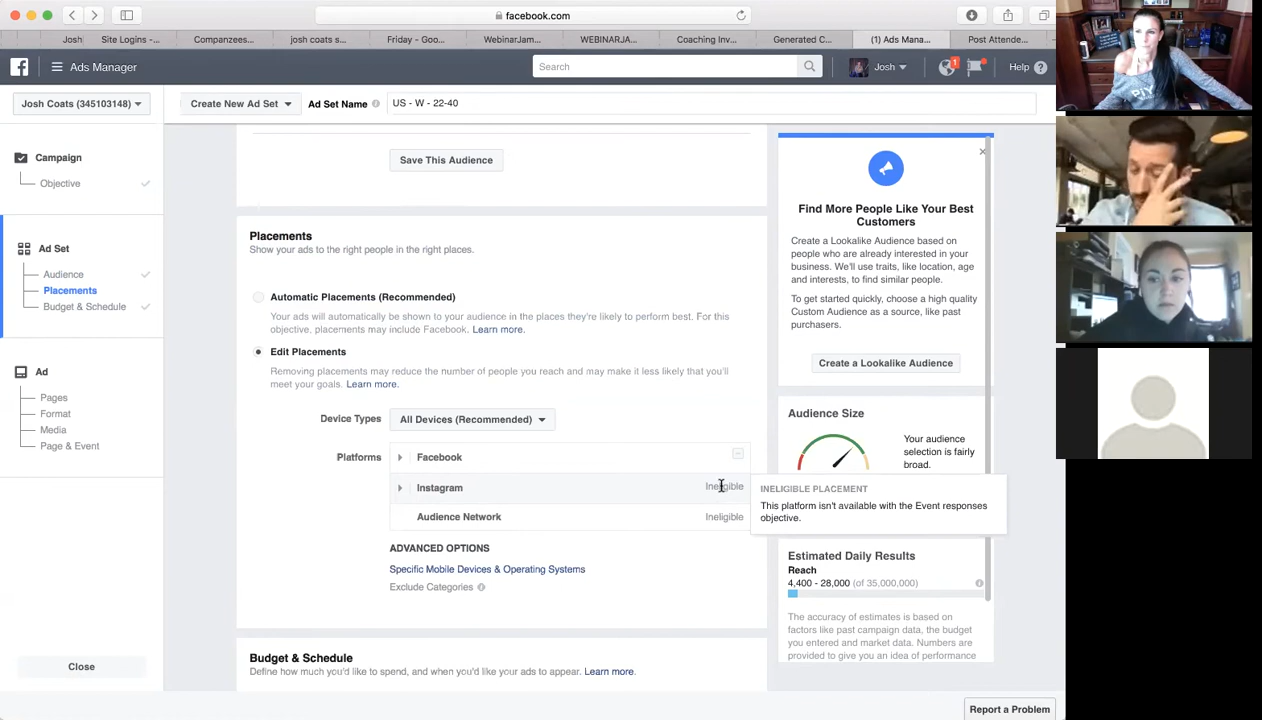 facebook.com
Josh
Site Logins -...
Companzees...
josh coats s...
Friday - Goo...
WebinarJam...
WEBINARJA...
Coaching Inv...
Generated C...
(1) Ads Mana...
Post Attende...
Ads Manager
Search
Josh
1
Help
Josh Coats (345103148)
Create New Ad Set
Ad Set Name
US - W - 22-40
Campaign
Objective
Ad Set
Audience
Placements
Budget & Schedule
Ad
Pages
Format
Media
Page & Event
Close
Save This Audience
Placements
Show your ads to the right people in the right places.
Automatic Placements (Recommended)
Your ads will automatically be shown to your audience in the places they're likely to perform best. For this
objective, placements may include Facebook. Learn more.
Edit Placements
Removing placements may reduce the number of people you reach and may make it less likely that you'll
meet your goals. Learn more.
Device Types
All Devices (Recommended)
Platforms
Facebook
Instagram
Ineligible
Audience Network
Ineligible
ADVANCED OPTIONS
Specific Mobile Devices & Operating Systems
Exclude Categories
Budget & Schedule
Define how much you'd like to spend, and when you'd like your ads to appear. Learn more.
Find More People Like Your Best
Customers
Create a Lookalike Audience based on
people who are already interested in your
business. We'll use traits, like location, age
and interests, to find similar people.
To get started quickly, choose a high quality
Custom Audience as a source, like past
purchasers.
Create a Lookalike Audience
Audience Size
Your audience
selection is fairly
broad.
INELIGIBLE PLACEMENT
This platform isn't available with the Event responses
objective.
Estimated Daily Results
Reach
4,400 - 28,000 (of 35,000,000)
The accuracy of estimates is based on
factors like past campaign data, the budget
you entered and market data. Numbers are
provided to give you an idea of performance
Report a Problem